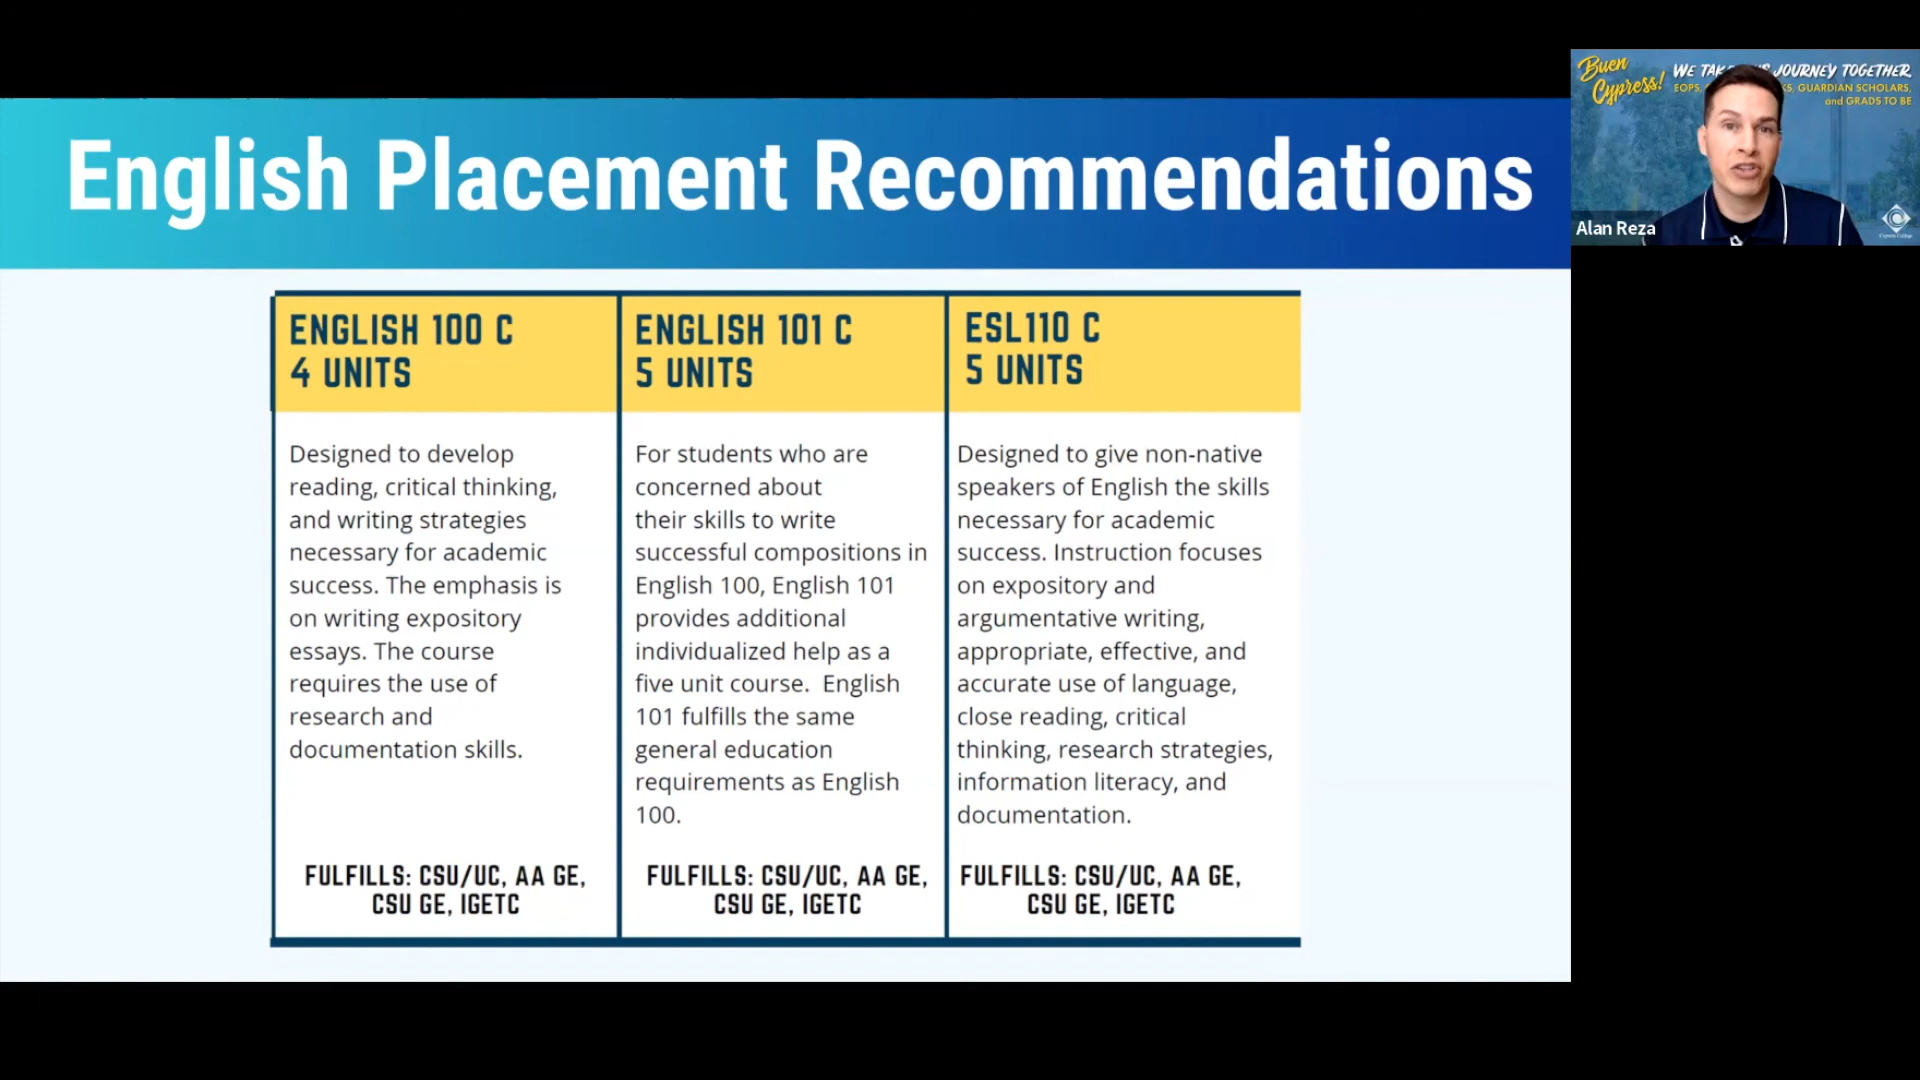 English Placement Recommendations
ENGLISH 100 C
4 UNITS
Designed to develop
reading, critical thinking,
and writing strategies
necessary for academic
success. The emphasis is
on writing expository
essays. The course
requires the use of
research and
documentation skills.
FULFILLS: CSU/UC, AA GE,
CSU GE, IGETC
ENGLISH 101 C
5 UNITS
For students who are
concerned about
their skills to write
successful compositions in
English 100, English 101
provides additional
individualized help as a
five unit course. English
101 fulfills the same
general education
requirements as English
100.
FULFILLS: CSU/UC, AA GE,
CSU GE, IGETC
ESL110 C
5 UNITS
Designed to give non-native
speakers of English the skills
necessary for academic
success. Instruction focuses
on expository and
argumentative writing,
appropriate, effective, and
accurate use of language,
close reading, critical
thinking, research strategies,
information literacy, and
documentation.
FULFILLS: CSU/UC, AA GE,
CSU GE, IGETC
Buen
Cypress!
WE JOURNEY TOGETHER
EOPS, GUARDIAN SCHOLARS,
and GRADS TO BE
Alan Reza
Cypress College